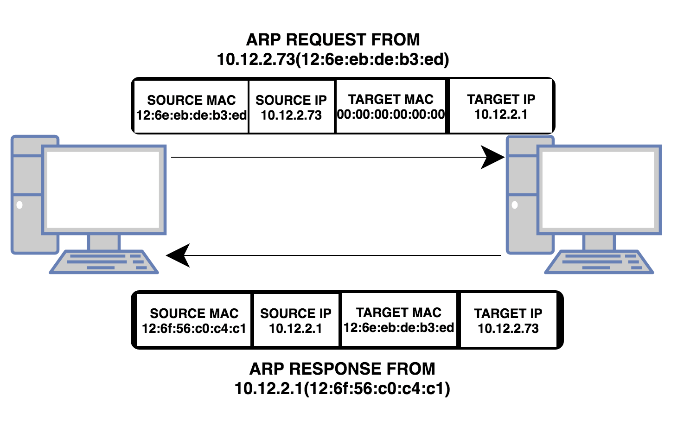 ARP REQUEST FROM
10.12.2.73(12:6e:eb:de:b3:ed)
SOURCE MAC SOURCE IP TARGET MAC TARGET IP
12:6e:eb:de:b3:ed 10.12.2.73 00:00:00:00:00:00 10.12.2.1
SOURCE MAC SOURCE IP TARGET MAC TARGET IP
12:6f:56:c0:c4:c1 10.12.2.1 12:6e:eb:de:b3:ed 10.12.2.73
ARP RESPONSE FROM
10.12.2.1(12:6f:56:c0:c4:c1)